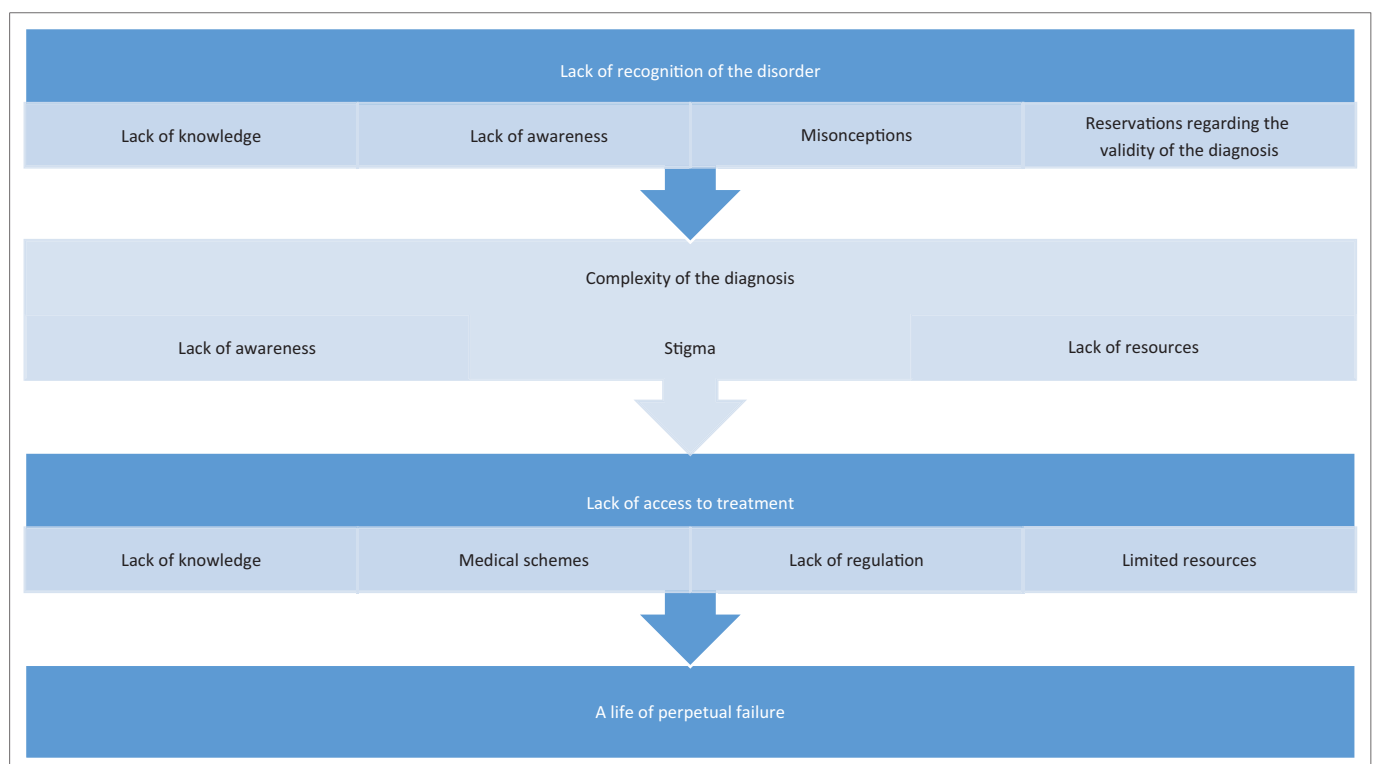 Lack of recognition of the disorder
Lack of knowledge
Lack of awareness
Misonceptions
Reservations regarding the
validity of the diagnosis
Complexity of the diagnosis
Lack of awareness
Stigma
Lack of resources
Lack of access to treatment
Lack of knowledge
Medical schemes
Lack of regulation
Limited resources
A life of perpetual failure